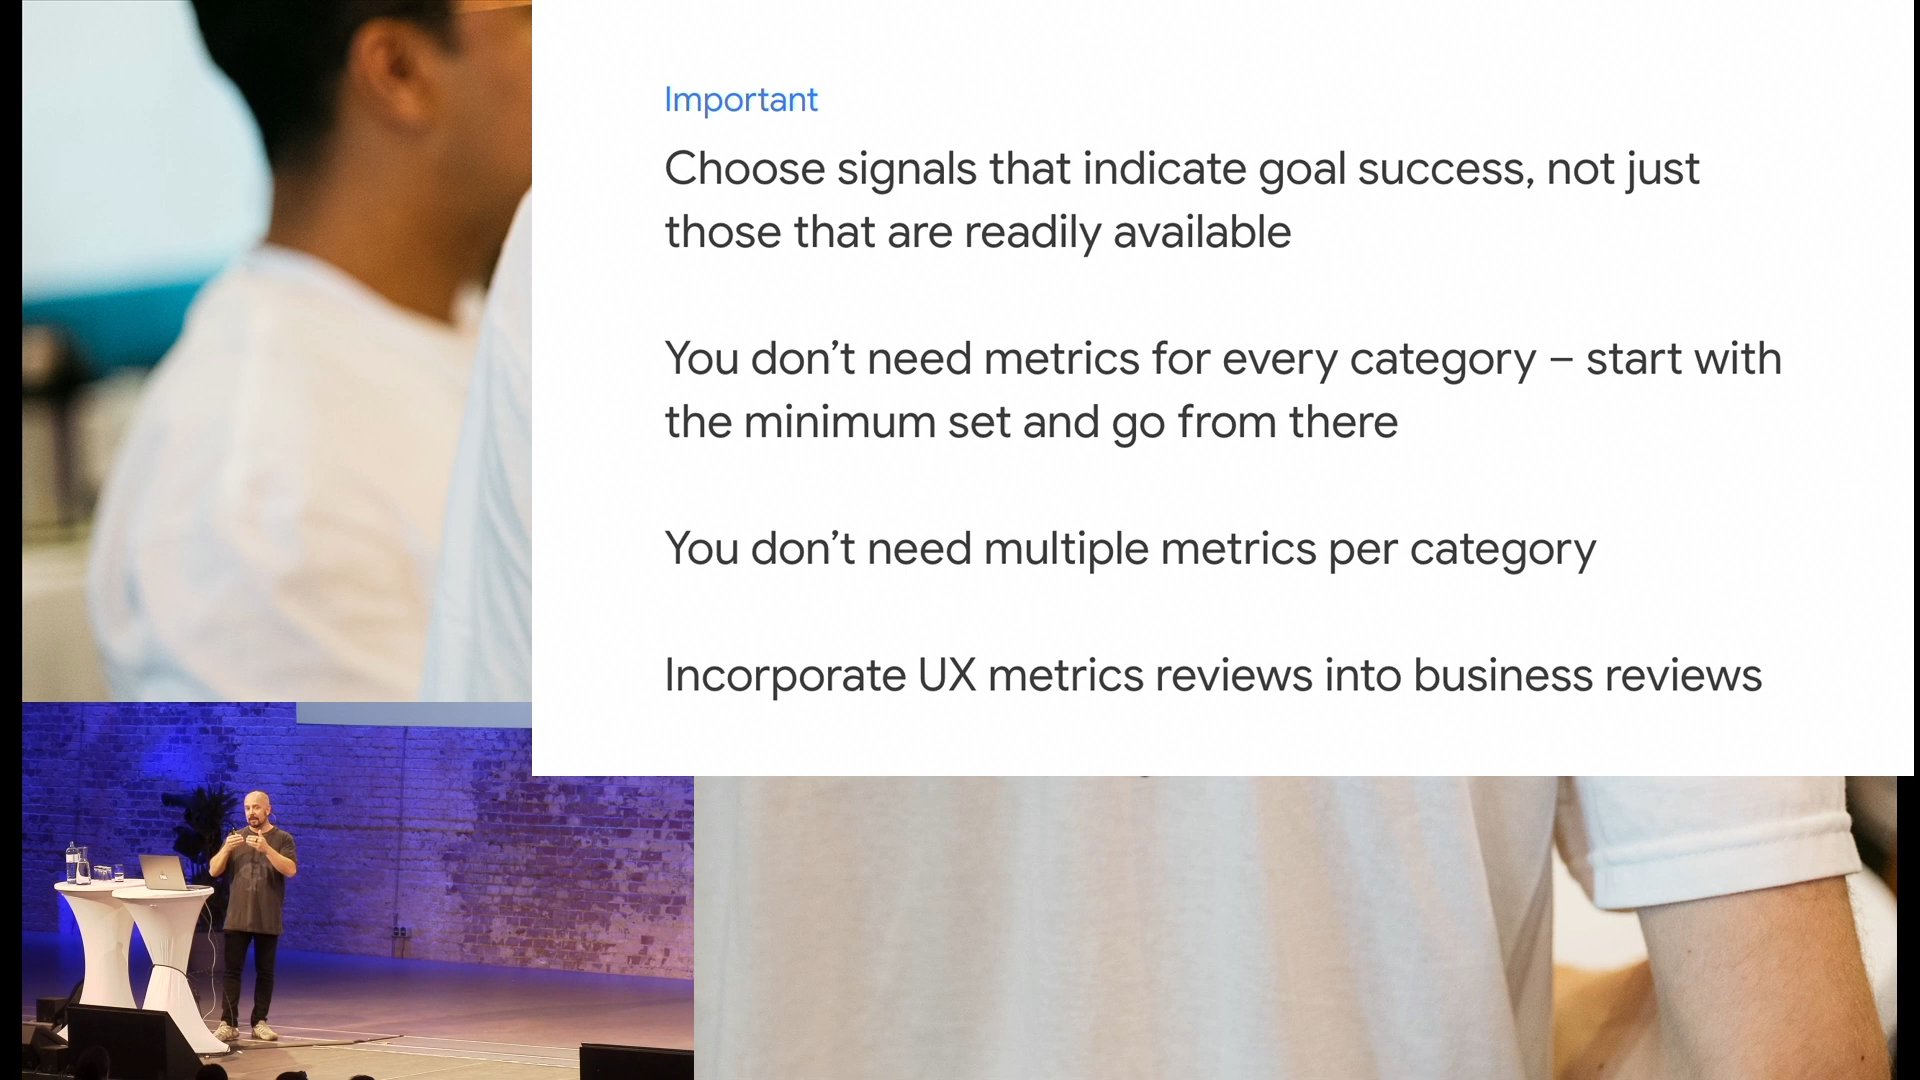 Important
Choose signals that indicate goal success, not just
those that are readily available
You don’t need metrics for every category – start with
the minimum set and go from there
You don’t need multiple metrics per category
Incorporate UX metrics reviews into business reviews